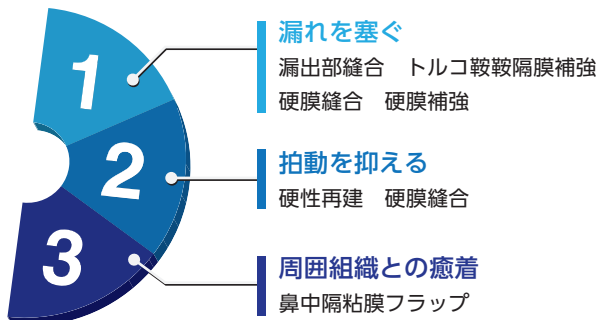 1
漏れを塞ぐ
漏出部縫合　トルコ鞍鞍隔膜補強
硬膜縫合　硬膜補強
2
拍動を抑える
硬性再建　硬膜縫合
3
周囲組織との癒着
鼻中隔粘膜フラップ